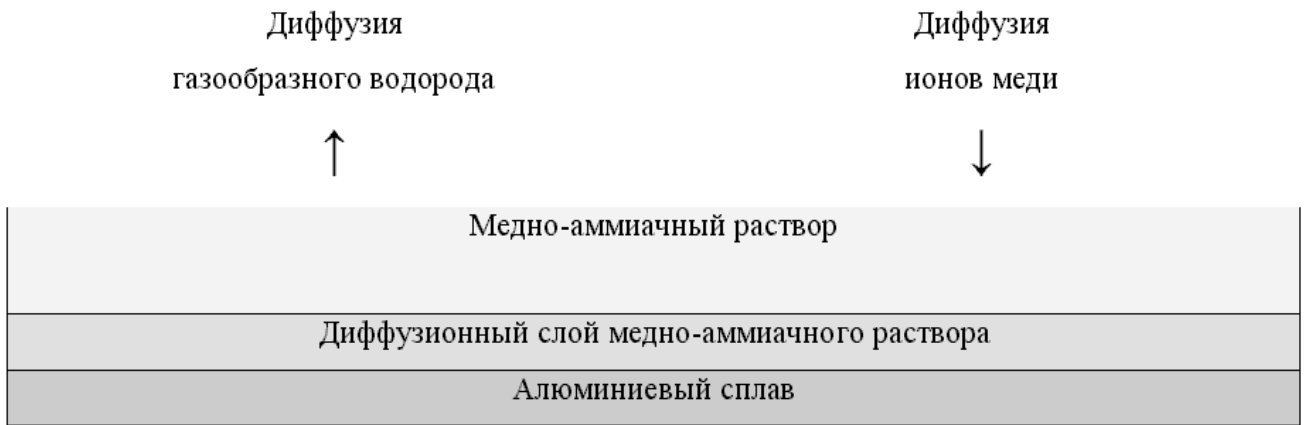 Диффузия
газообразного водорода
Диффузия
ионов меди
Медно-аммиачный раствор
Диффузионный слой медно-аммиачного раствора
Алюминиевый сплав